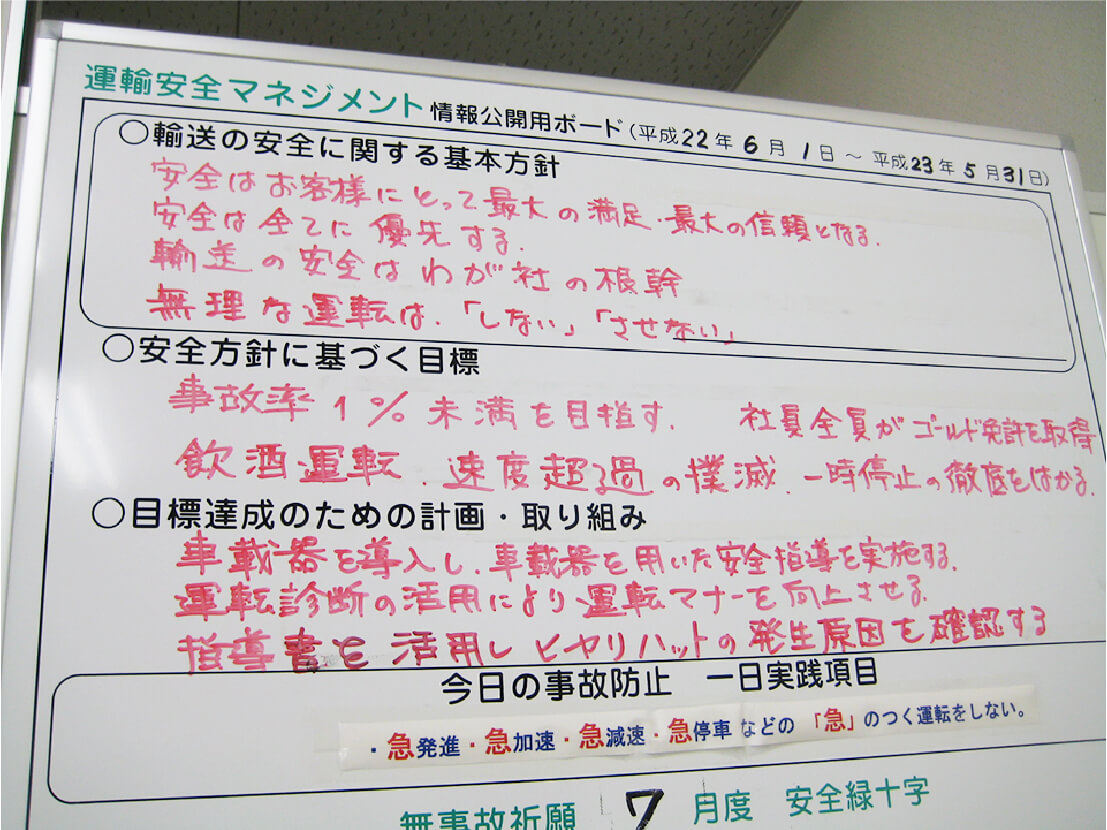 運輸安全マネジメント 情報公開用ボード(平成22年 6月 1日 ～ 平成23年 5月31日)
○輸送の安全に関する基本方針
安全はお客様にとって最大の満足、最大の信頼となる。
安全は全てに優先する。
輸送の安全はわが社の根幹
無理な運転は、「しない」「させない」
○安全方針に基づく目標
事故率1%未満を目指す。 社員全員がゴールド免許を取得
飲酒運転、速度超過の撲滅、一時停止の徹底をはかる。
○目標達成のための計画・取り組み
車載器を導入し、車載器を用いた安全指導を実施する。
運転診断の活用により運転マナーを向上させる。
指導書を活用しヒヤリハットの発生原因を確認する
今日の事故防止 一日実践項目
・急発進・急加速・急減速・急停車などの「急」のつく運転をしない。
無事故祈願 7月度 安全緑十字